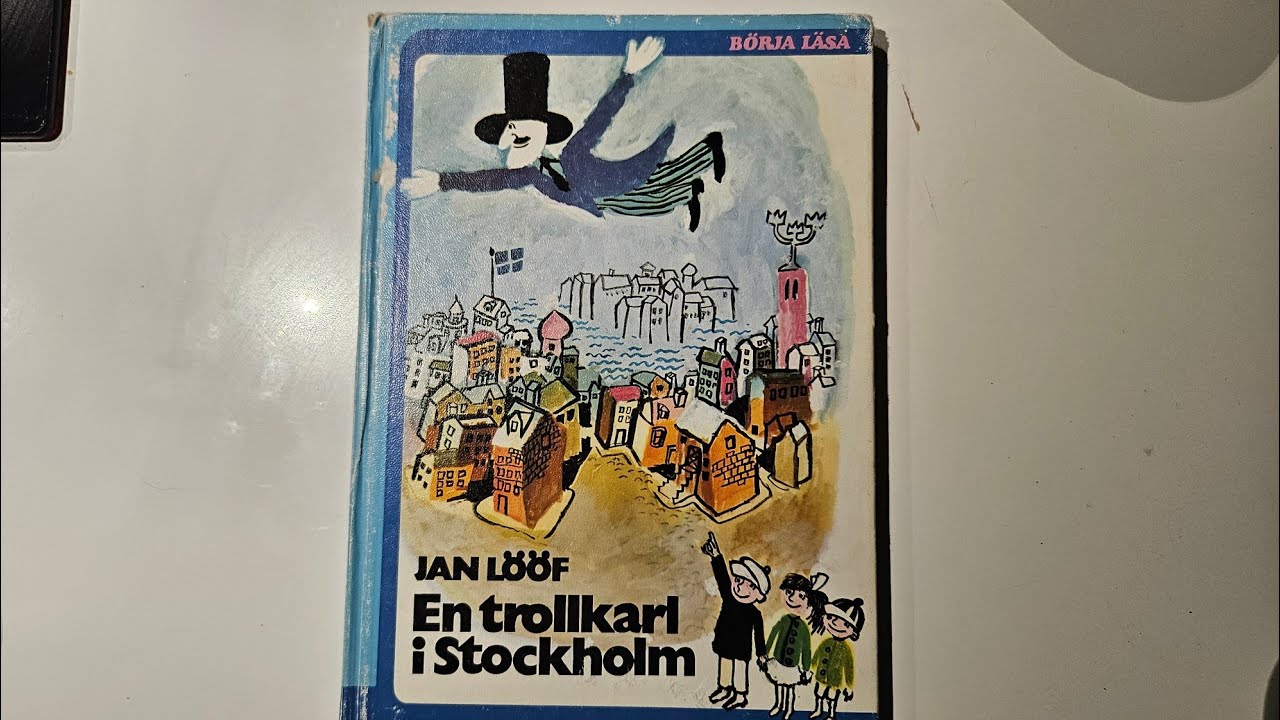 BÖRJA LÄSA
JAN LÖÖF
En trollkarl
i Stockholm